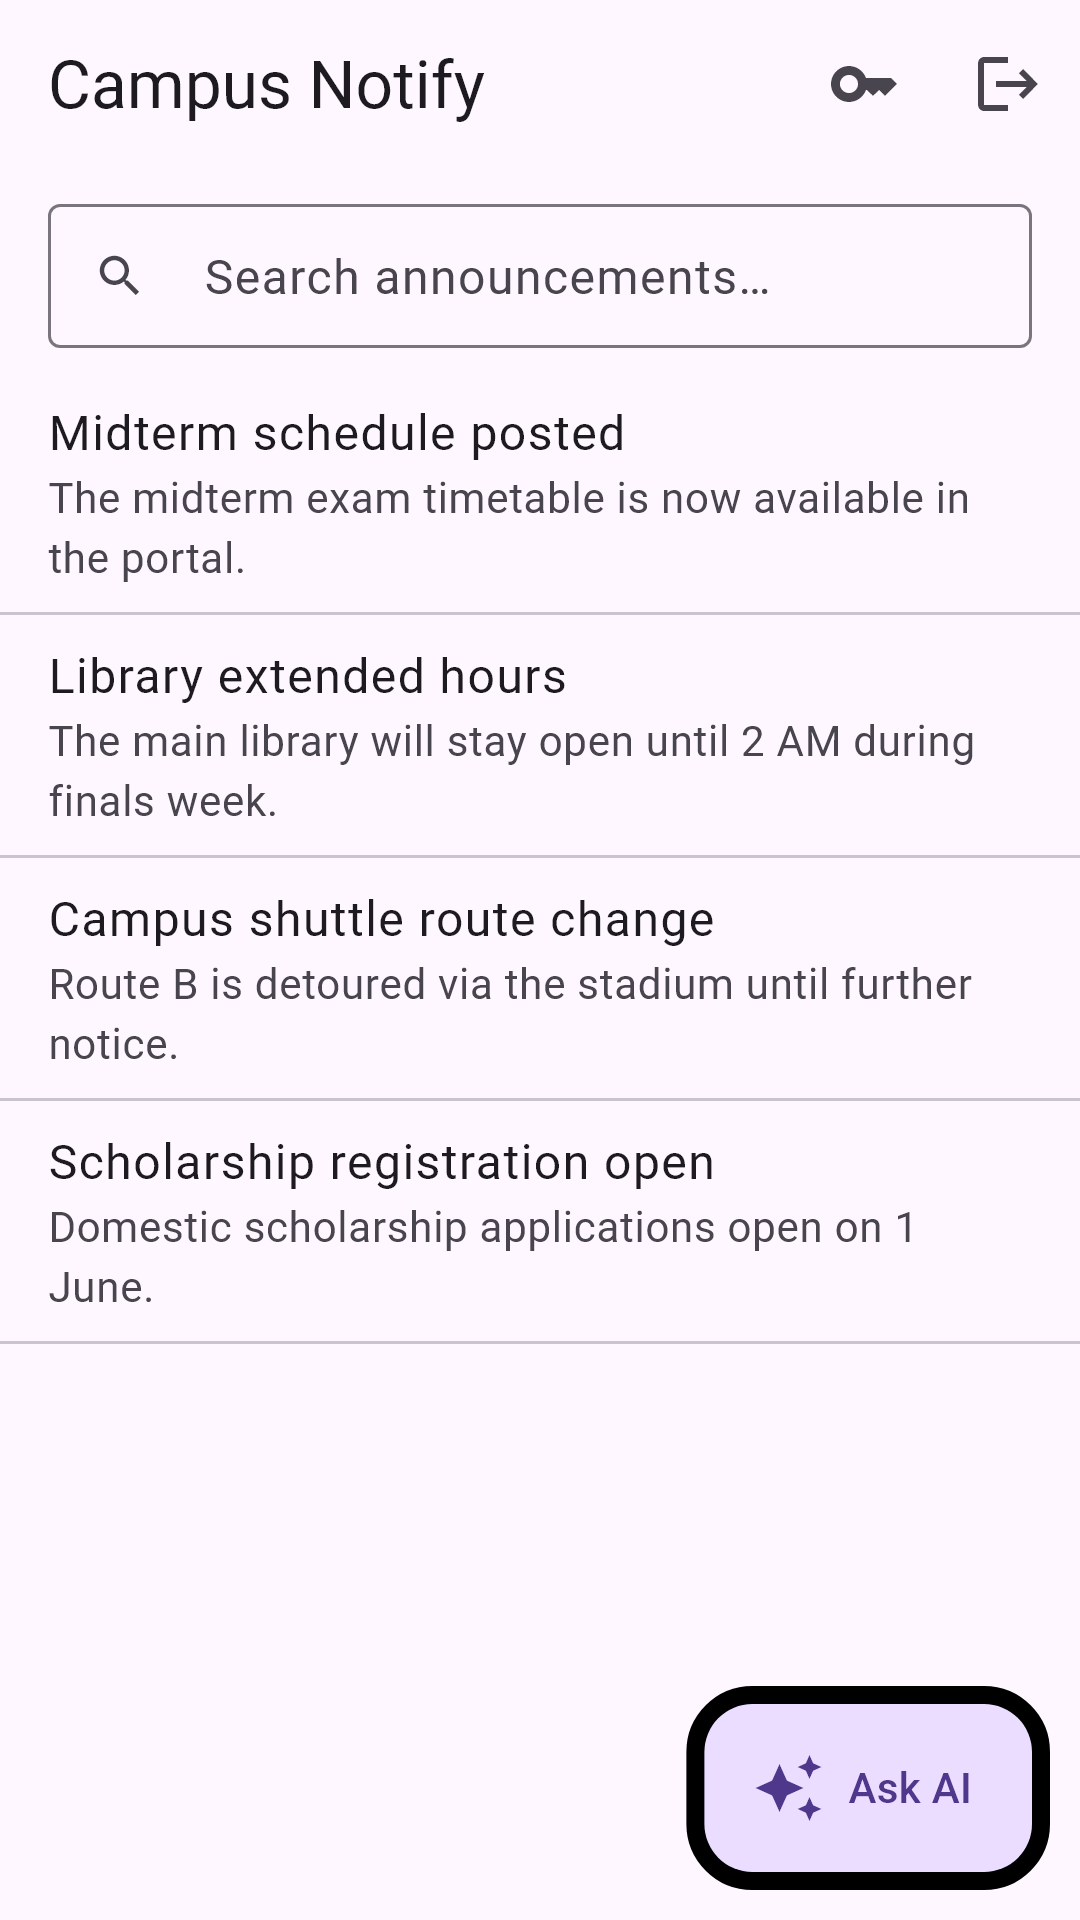 Campus Notify
Search announcements…
Midterm schedule posted
The midterm exam timetable is now available in
the portal.
Library extended hours
The main library will stay open until 2 AM during
finals week.
Campus shuttle route change
Route B is detoured via the stadium until further
notice.
Scholarship registration open
Domestic scholarship applications open on 1
June.
Ask AI